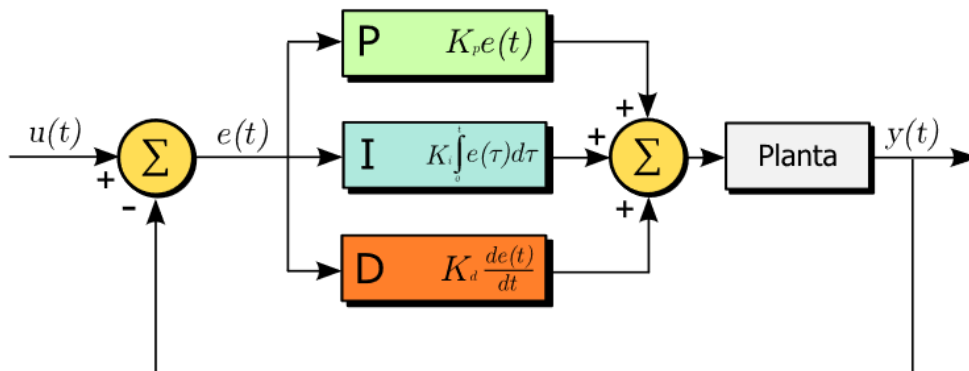 P K_p e(t)
u(t) e(t) y(t)
+ + +
Σ I K_i ∫_0^t e(τ)dτ Σ Planta
+
-
+
D K_d de(t)/dt